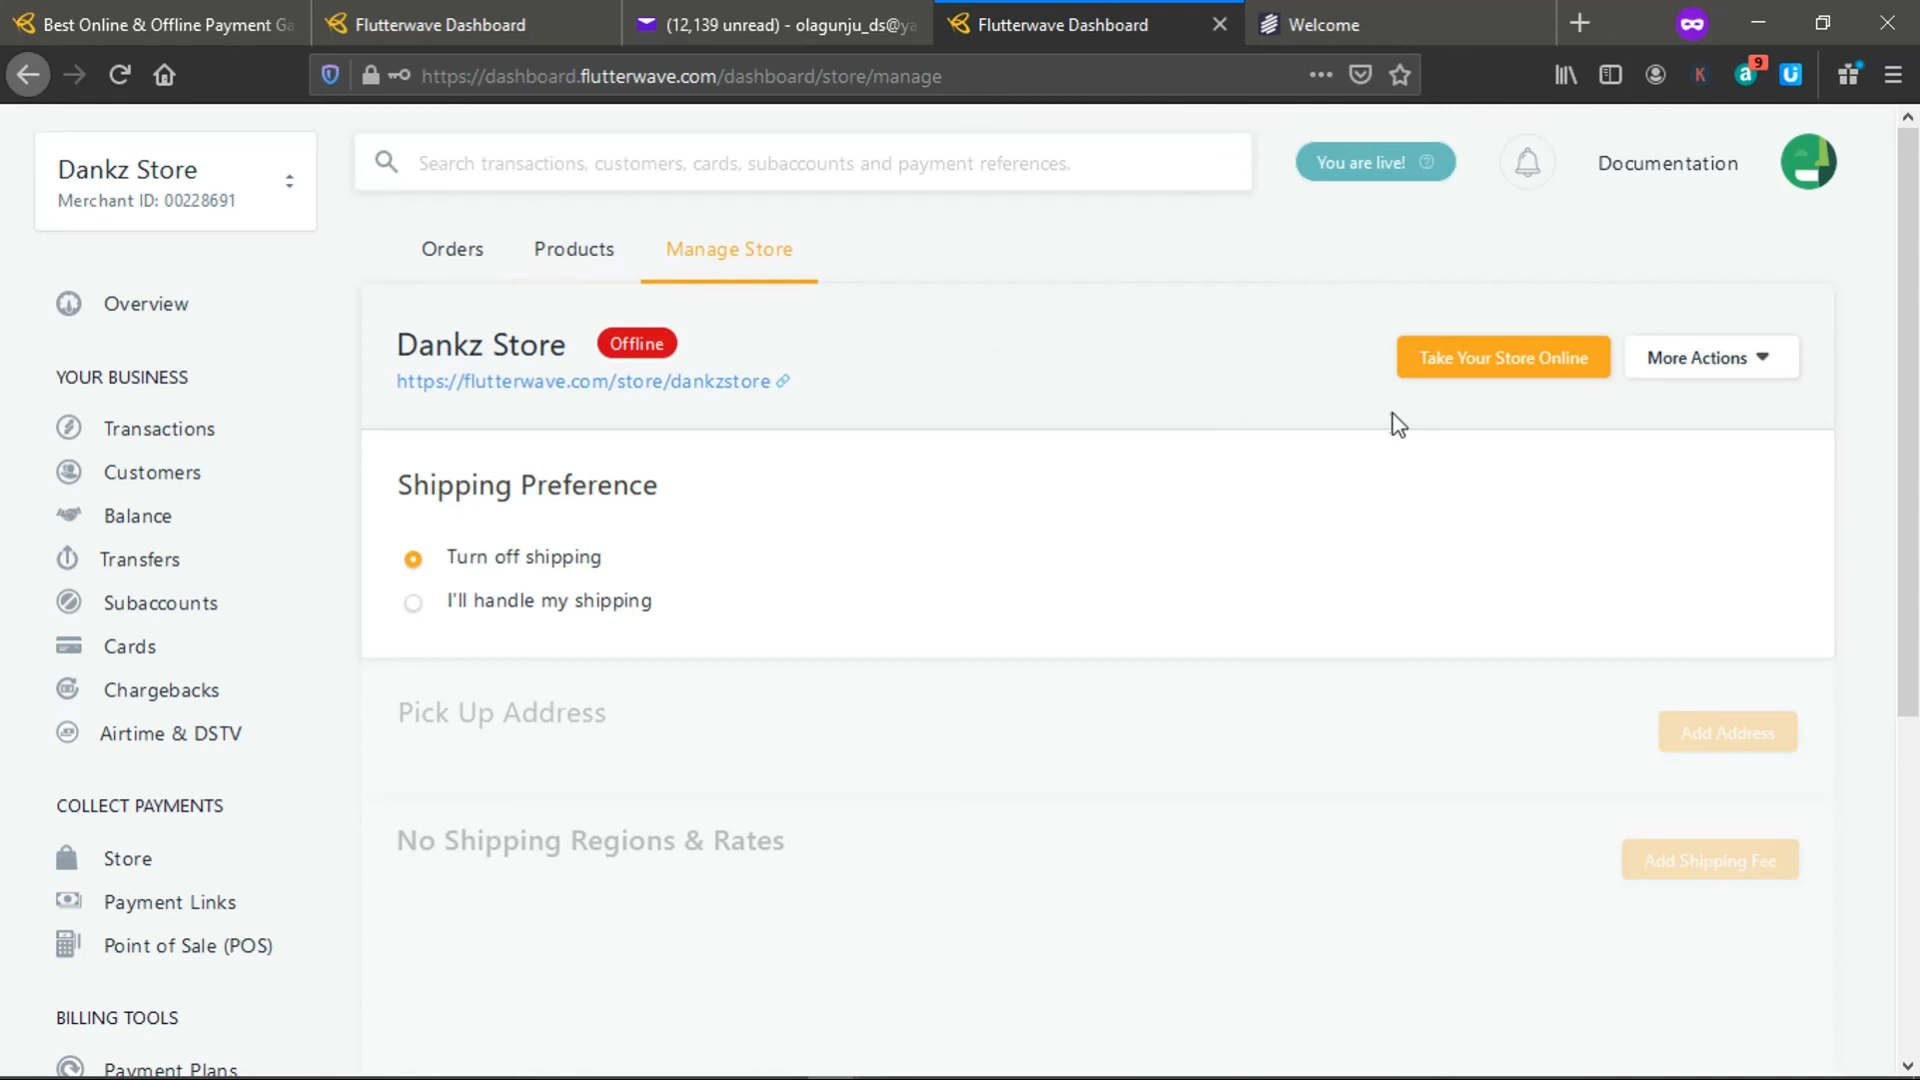 Best Online & Offline Payment Ga
Flutterwave Dashboard
(12,139 unread) - olagunju_ds@ya
Flutterwave Dashboard
Welcome
https://dashboard.flutterwave.com/dashboard/store/manage
K
a
9
Dankz Store
Merchant ID: 00228691
Search transactions, customers, cards, subaccounts and payment references.
You are live!
Documentation
Orders
Products
Manage Store
Overview
YOUR BUSINESS
Transactions
Customers
Balance
Transfers
Subaccounts
Cards
Chargebacks
Airtime & DSTV
COLLECT PAYMENTS
Store
Payment Links
Point of Sale (POS)
BILLING TOOLS
Payment Plans
Dankz Store
Offline
https://flutterwave.com/store/dankzstore
Take Your Store Online
More Actions
Shipping Preference
Turn off shipping
I'll handle my shipping
Pick Up Address
Add Address
No Shipping Regions & Rates
Add Shipping Fee